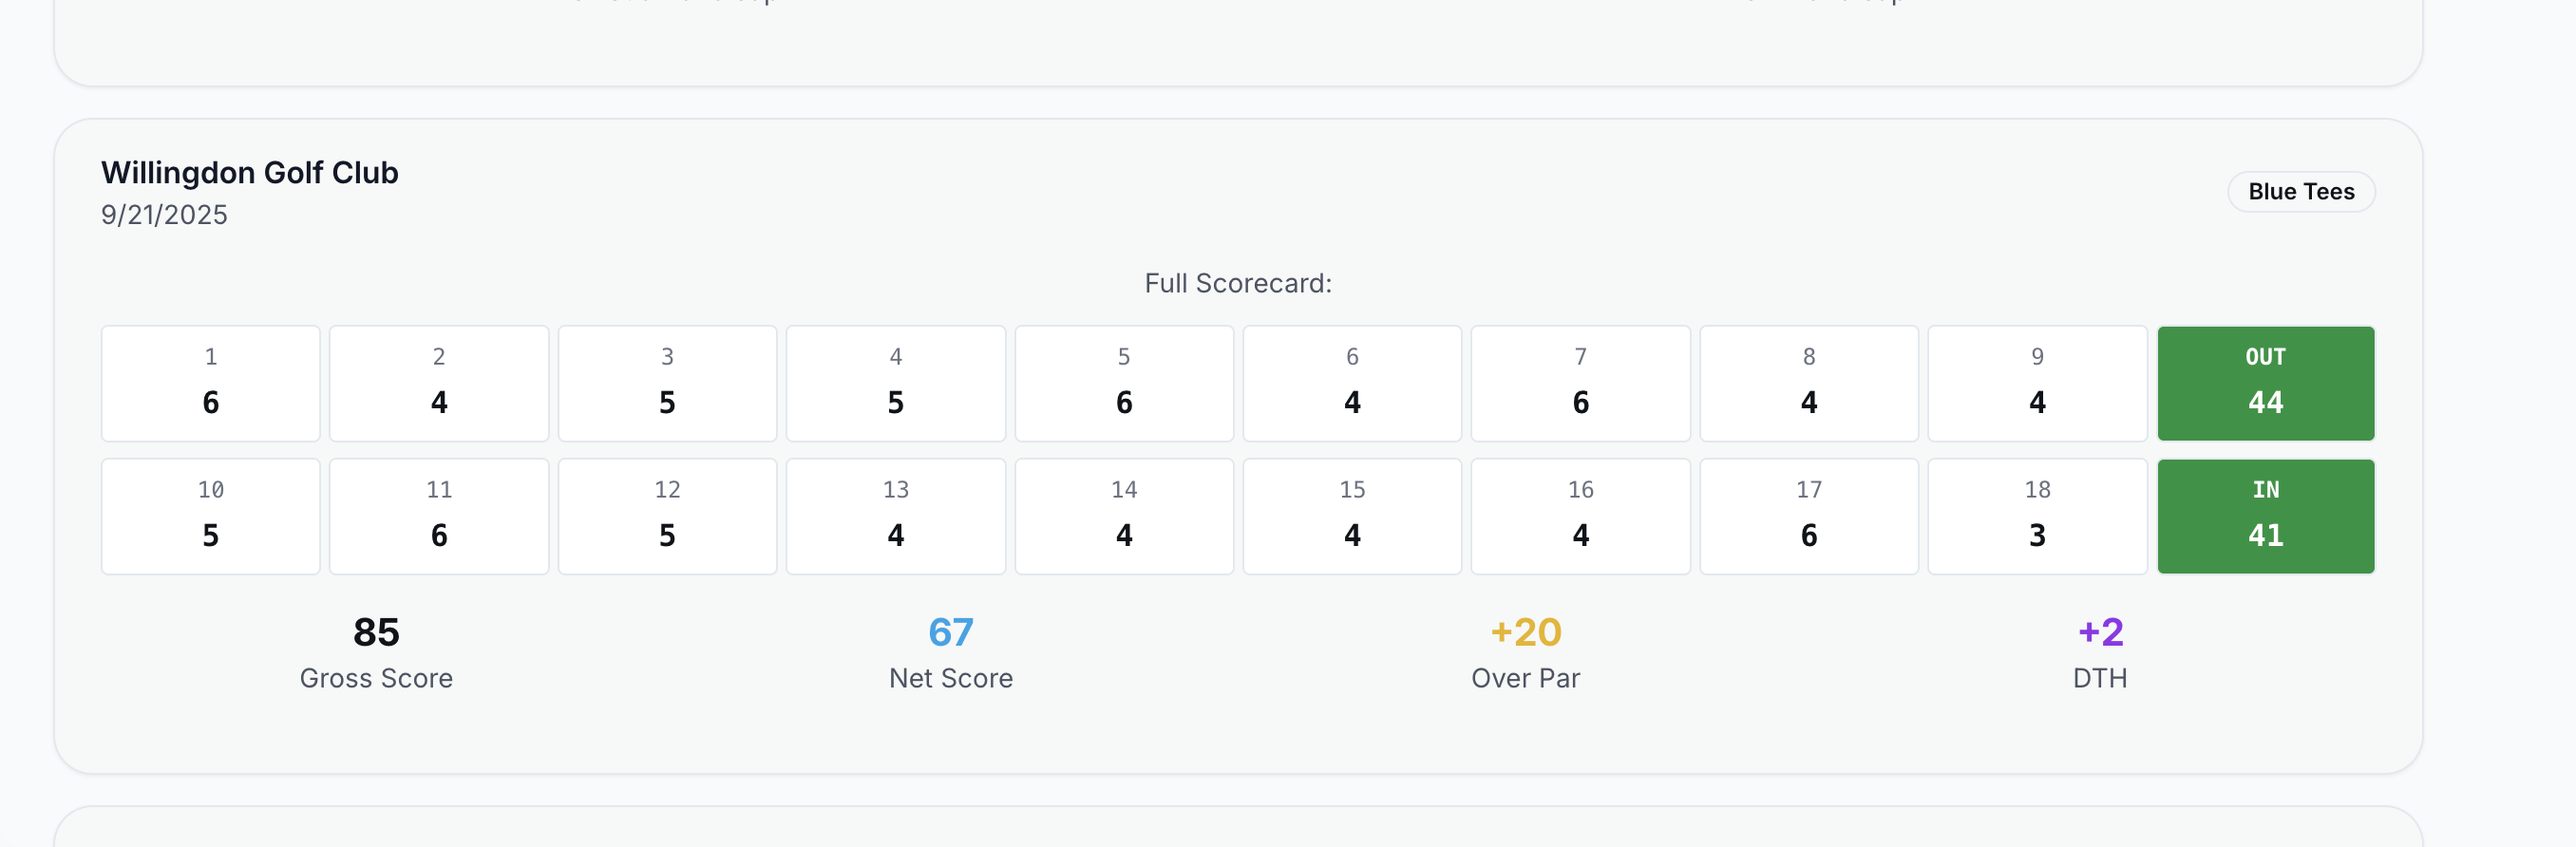 Willingdon Golf Club
9/21/2025
Blue Tees
Full Scorecard:
1 2 3 4 5 6 7 8 9 OUT
6 4 5 5 6 4 6 4 4 44
10 11 12 13 14 15 16 17 18 IN
5 6 5 4 4 4 4 6 3 41
85 67 +20 +2
Gross Score Net Score Over Par DTH